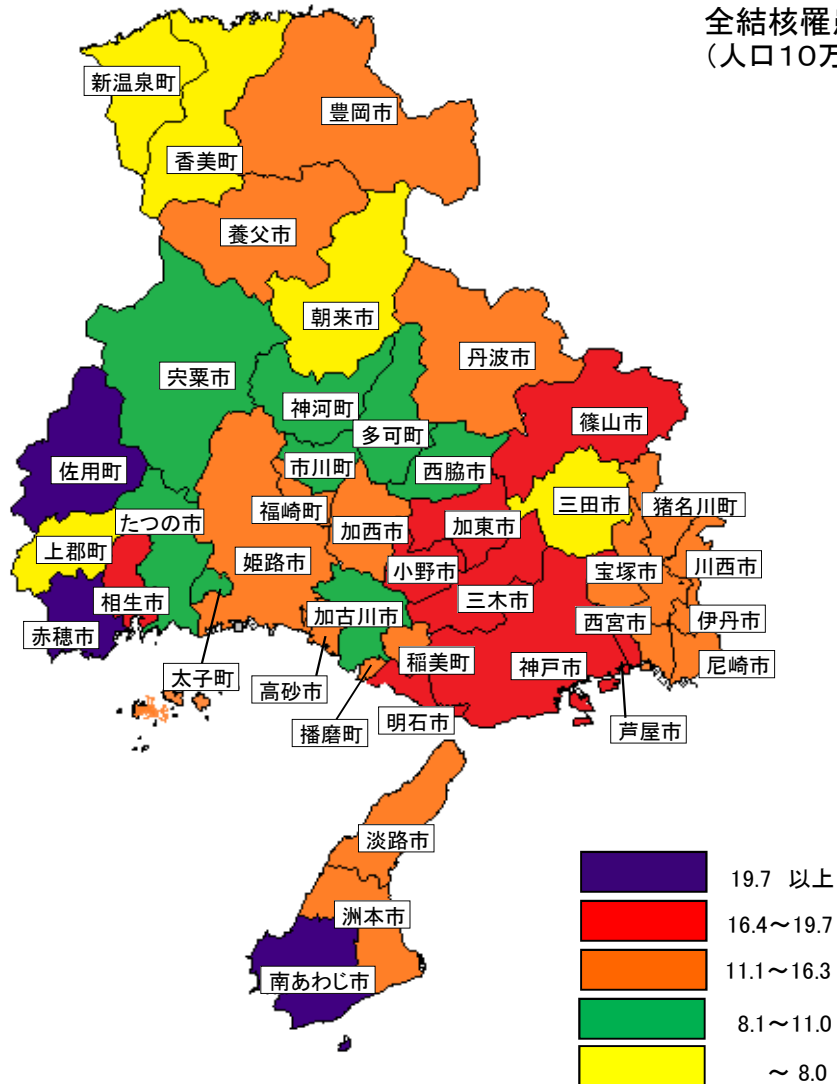 全結核罹患
(人口10万
新温泉町
豊岡市
香美町
養父市
朝来市
丹波市
宍粟市
神河町
篠山市
多可町
市川町
西脇市
佐用町
三田市
猪名川町
たつの市
福崎町
加西市
加東市
上郡町
姫路市
小野市
宝塚市
川西市
相生市
加古川市
三木市
西宮市
伊丹市
赤穂市
稲美町
神戸市
尼崎市
太子町
高砂市
播磨町
明石市
芦屋市
淡路市
洲本市
南あわじ市
19.7 以上
16.4～19.7
11.1～16.3
8.1～11.0
～ 8.0